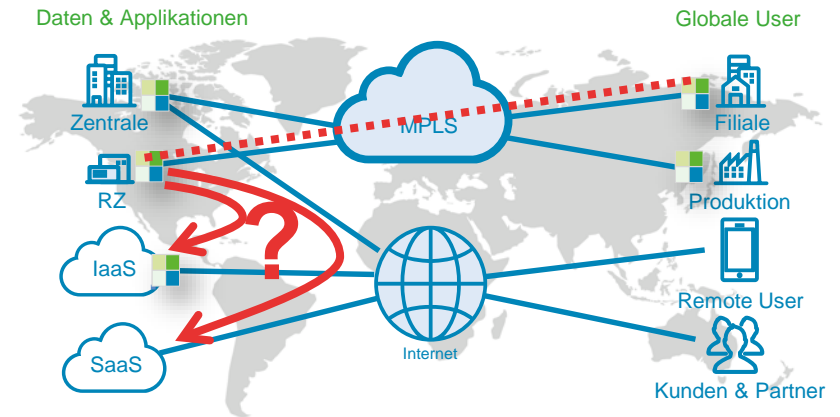 Daten & Applikationen
Globale User
Zentrale
MPLS
Filiale
RZ
Produktion
?
IaaS
Remote User
Internet
SaaS
Kunden & Partner